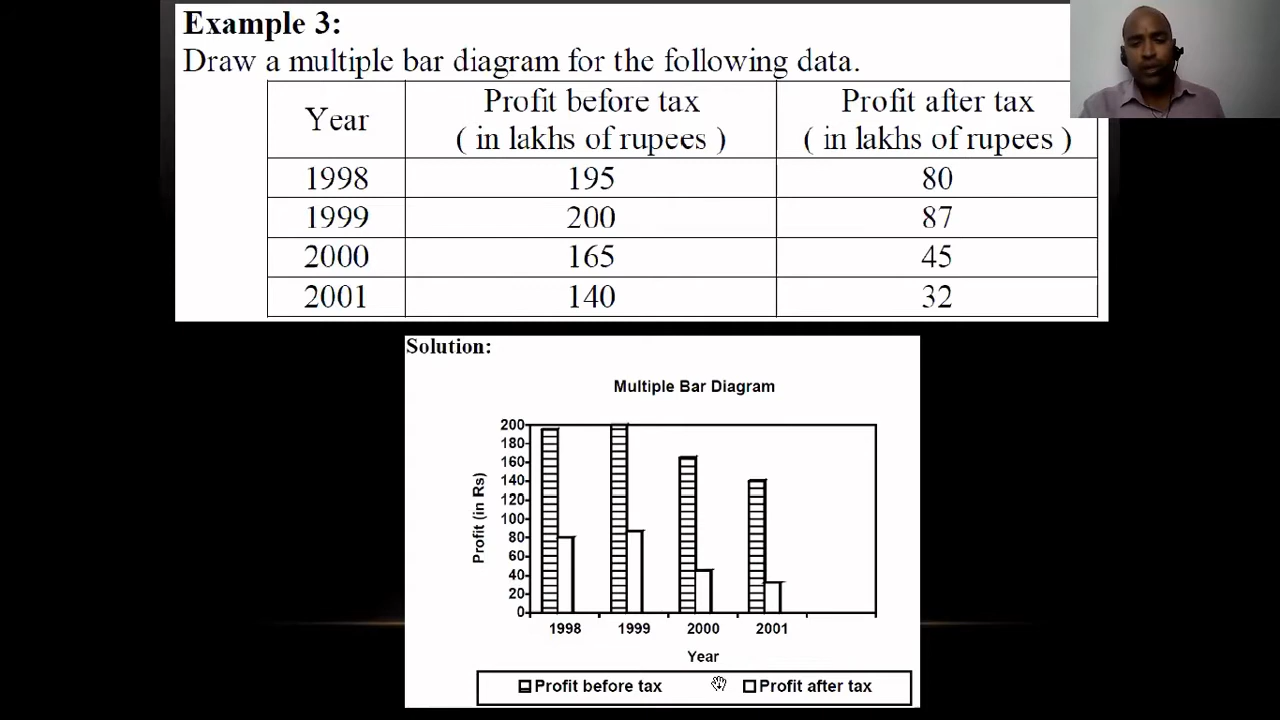 Example 3:
Draw a multiple bar diagram for the following data.
Year
Profit before tax
( in lakhs of rupees )
Profit after tax
( in lakhs of rupees )
1998 195 80
1999 200 87
2000 165 45
2001 140 32
Solution:
Multiple Bar Diagram
Profit (in Rs)
200
180
160
140
120
100
80
60
40
20
0
1998 1999 2000 2001
Year
Profit before tax Profit after tax